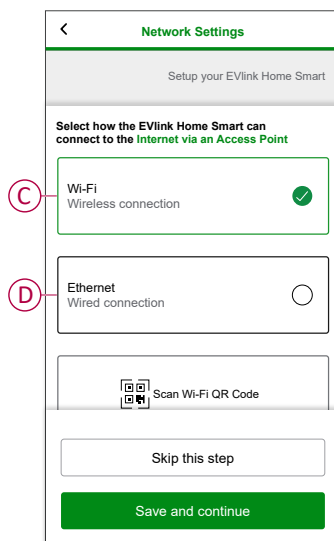 Network Settings
Setup your EVlink Home Smart
Select how the EVlink Home Smart can
connect to the Internet via an Access Point
C
Wi-Fi
Wireless connection
D
Ethernet
Wired connection
Scan Wi-Fi QR Code
Skip this step
Save and continue